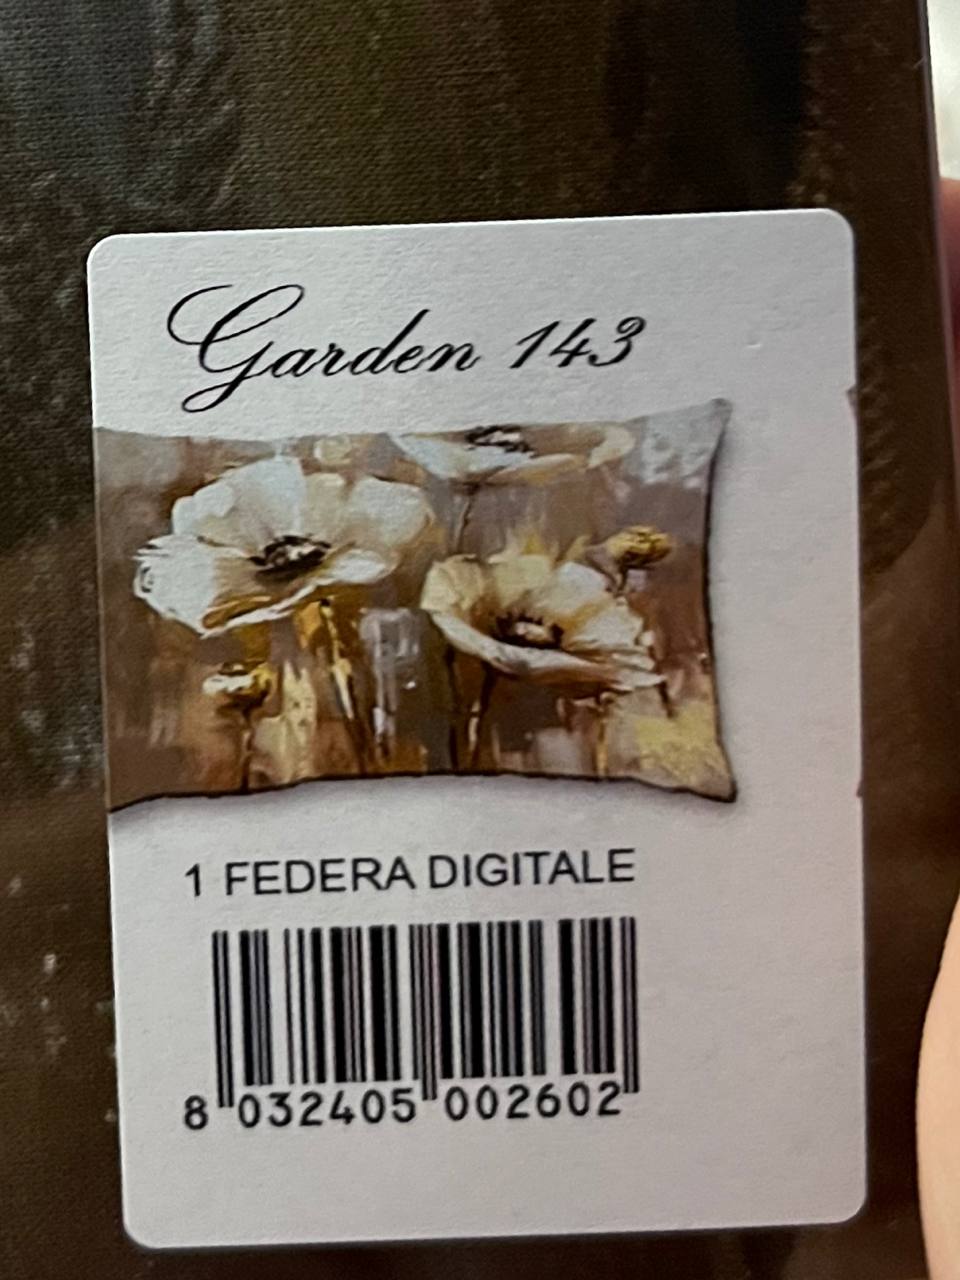 Garden 143
1 FEDERA DIGITALE
8 032405 002602